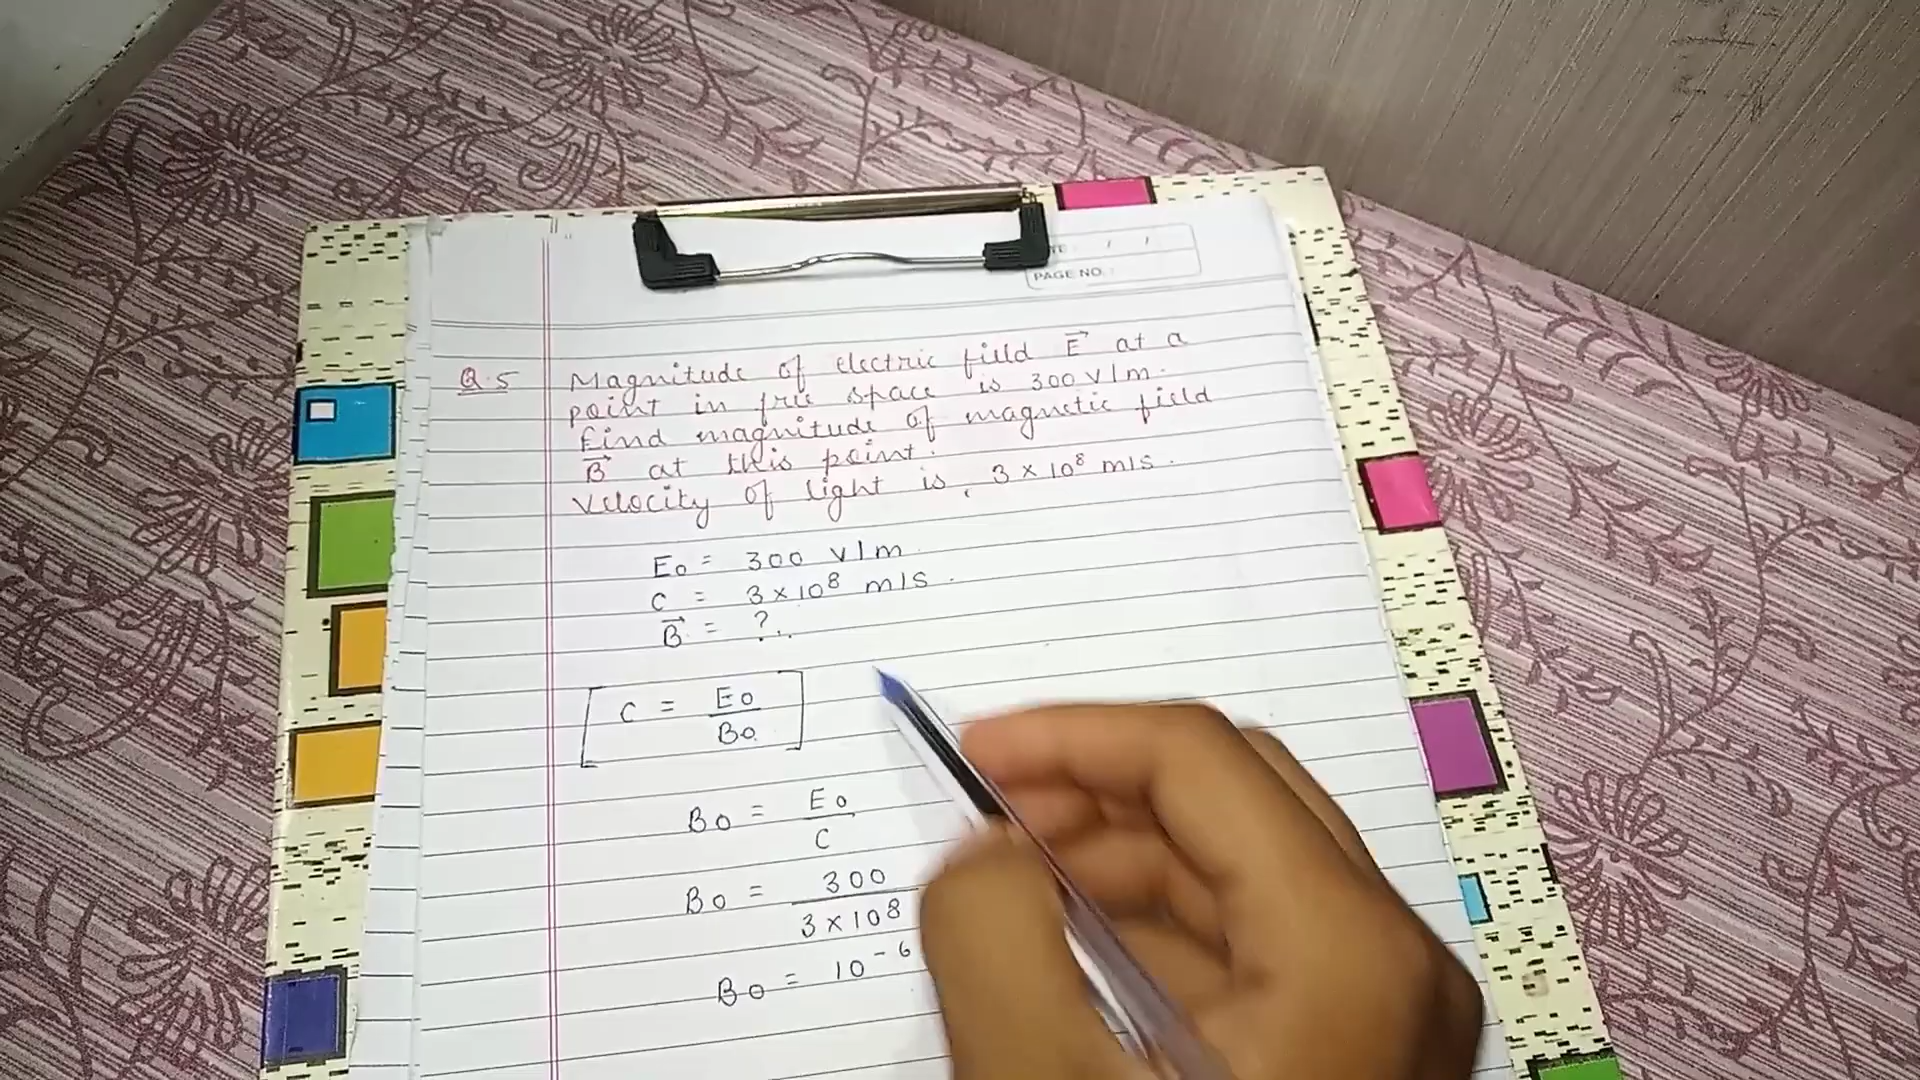 PAGE NO. :
Q.5 Magnitude of electric field E⃗ at a
point in free space is 300 V/m.
find magnitude of magnetic field
B⃗ at this point.
Velocity of light is 3 × 10⁸ m/s.
E₀ = 300 V/m
C = 3 × 10⁸ m/s.
B⃗ = ?..
[ C = E₀ / B₀ ]
B₀ = E₀ / C
B₀ = 300 / 3 × 10⁸
B₀ = 10⁻⁶